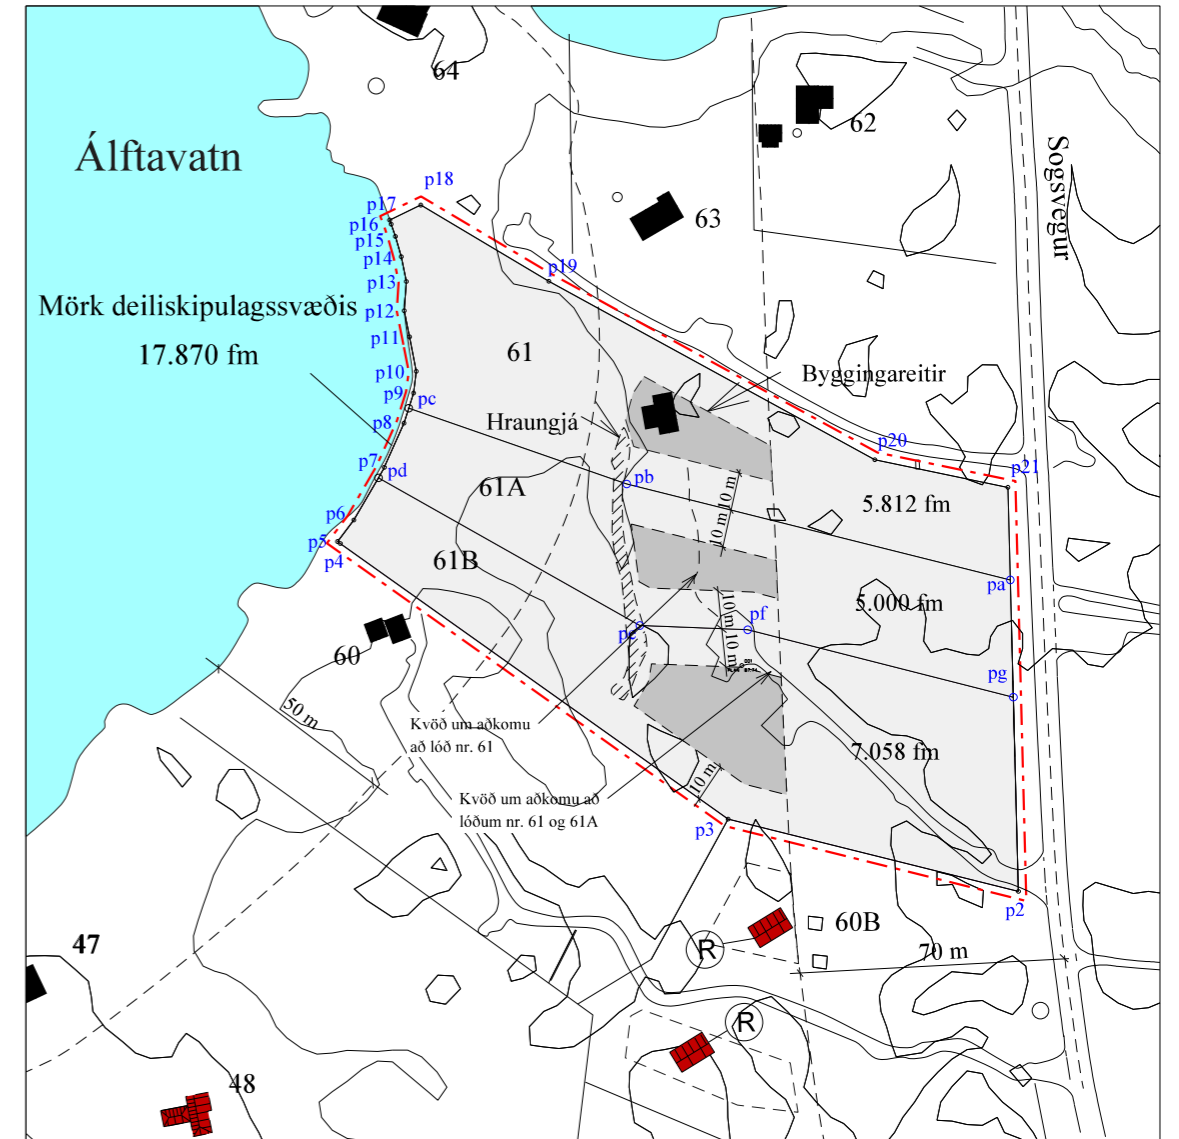 64
62
Álftavatn
Sogsvegur
p18
p17
p16
p15
p14
p13
p12
p11
p10
p9
pc
p8
p7
pd
p6
p5
p4
63
p19
Mörk deiliskipulagssvæðis
17.870 fm
61
Byggingareitir
Hraungjá
p20
p21
pb
61A
10 m
10 m
5.812 fm
61B
pa
5.000 fm
10 m
10 m
pe
pf
pg
60
50 m
Kvöð um aðkomu
að lóð nr. 61
7.058 fm
10 m
Kvöð um aðkomu að
lóðum nr. 61 og 61A
p3
p2
60B
70 m
47
R
R
48